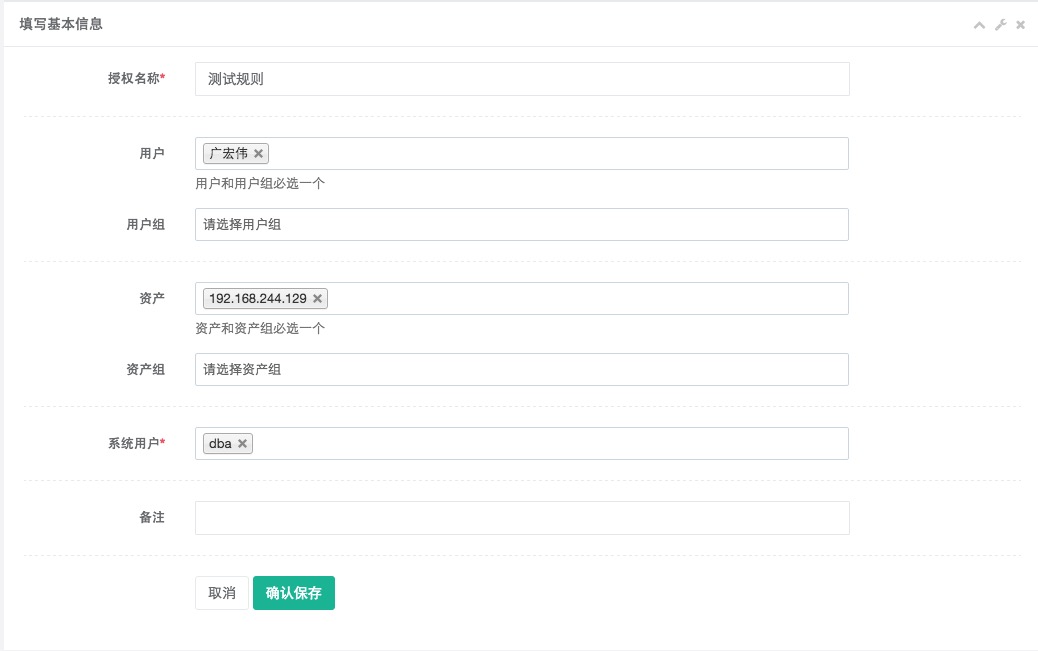 填写基本信息
授权名称* 测试规则
用户 广宏伟
用户和用户组必选一个
用户组 请选择用户组
资产 192.168.244.129
资产和资产组必选一个
资产组 请选择资产组
系统用户* dba
备注
取消 确认保存